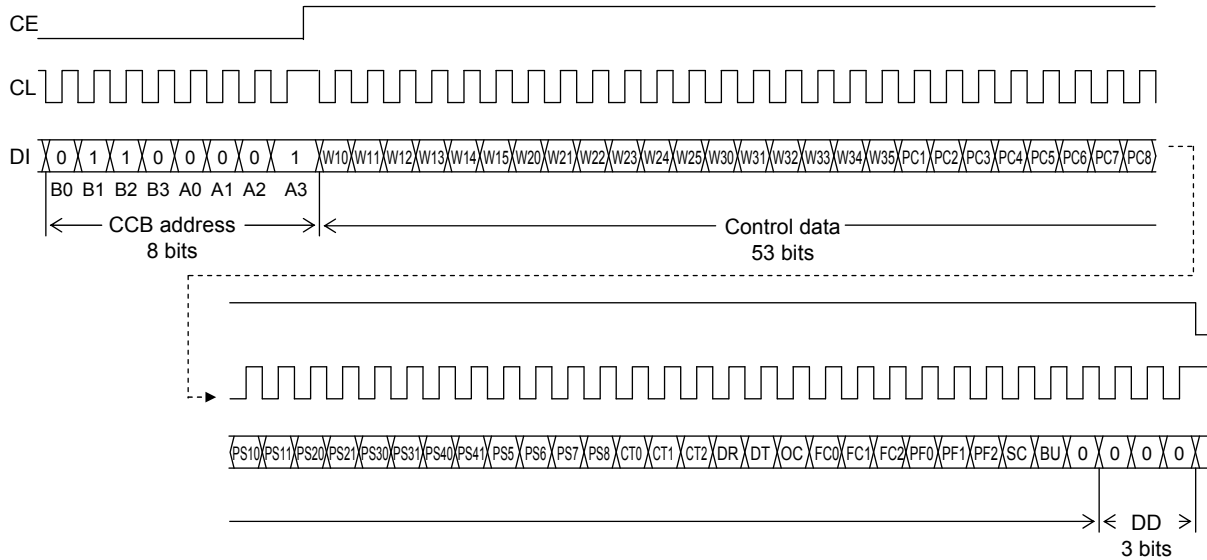 CE
CL
DI 0 1 1 0 0 0 0 1 W10 W11 W12 W13 W14 W15 W20 W21 W22 W23 W24 W25 W30 W31 W32 W33 W34 W35 PC1 PC2 PC3 PC4 PC5 PC6 PC7 PC8
B0 B1 B2 B3 A0 A1 A2 A3
CCB address Control data
8 bits 53 bits
PS10 PS11 PS20 PS21 PS30 PS31 PS40 PS41 PS5 PS6 PS7 PS8 CT0 CT1 CT2 DR DT OC FC0 FC1 FC2 PF0 PF1 PF2 SC BU 0 0 0 0
DD
3 bits